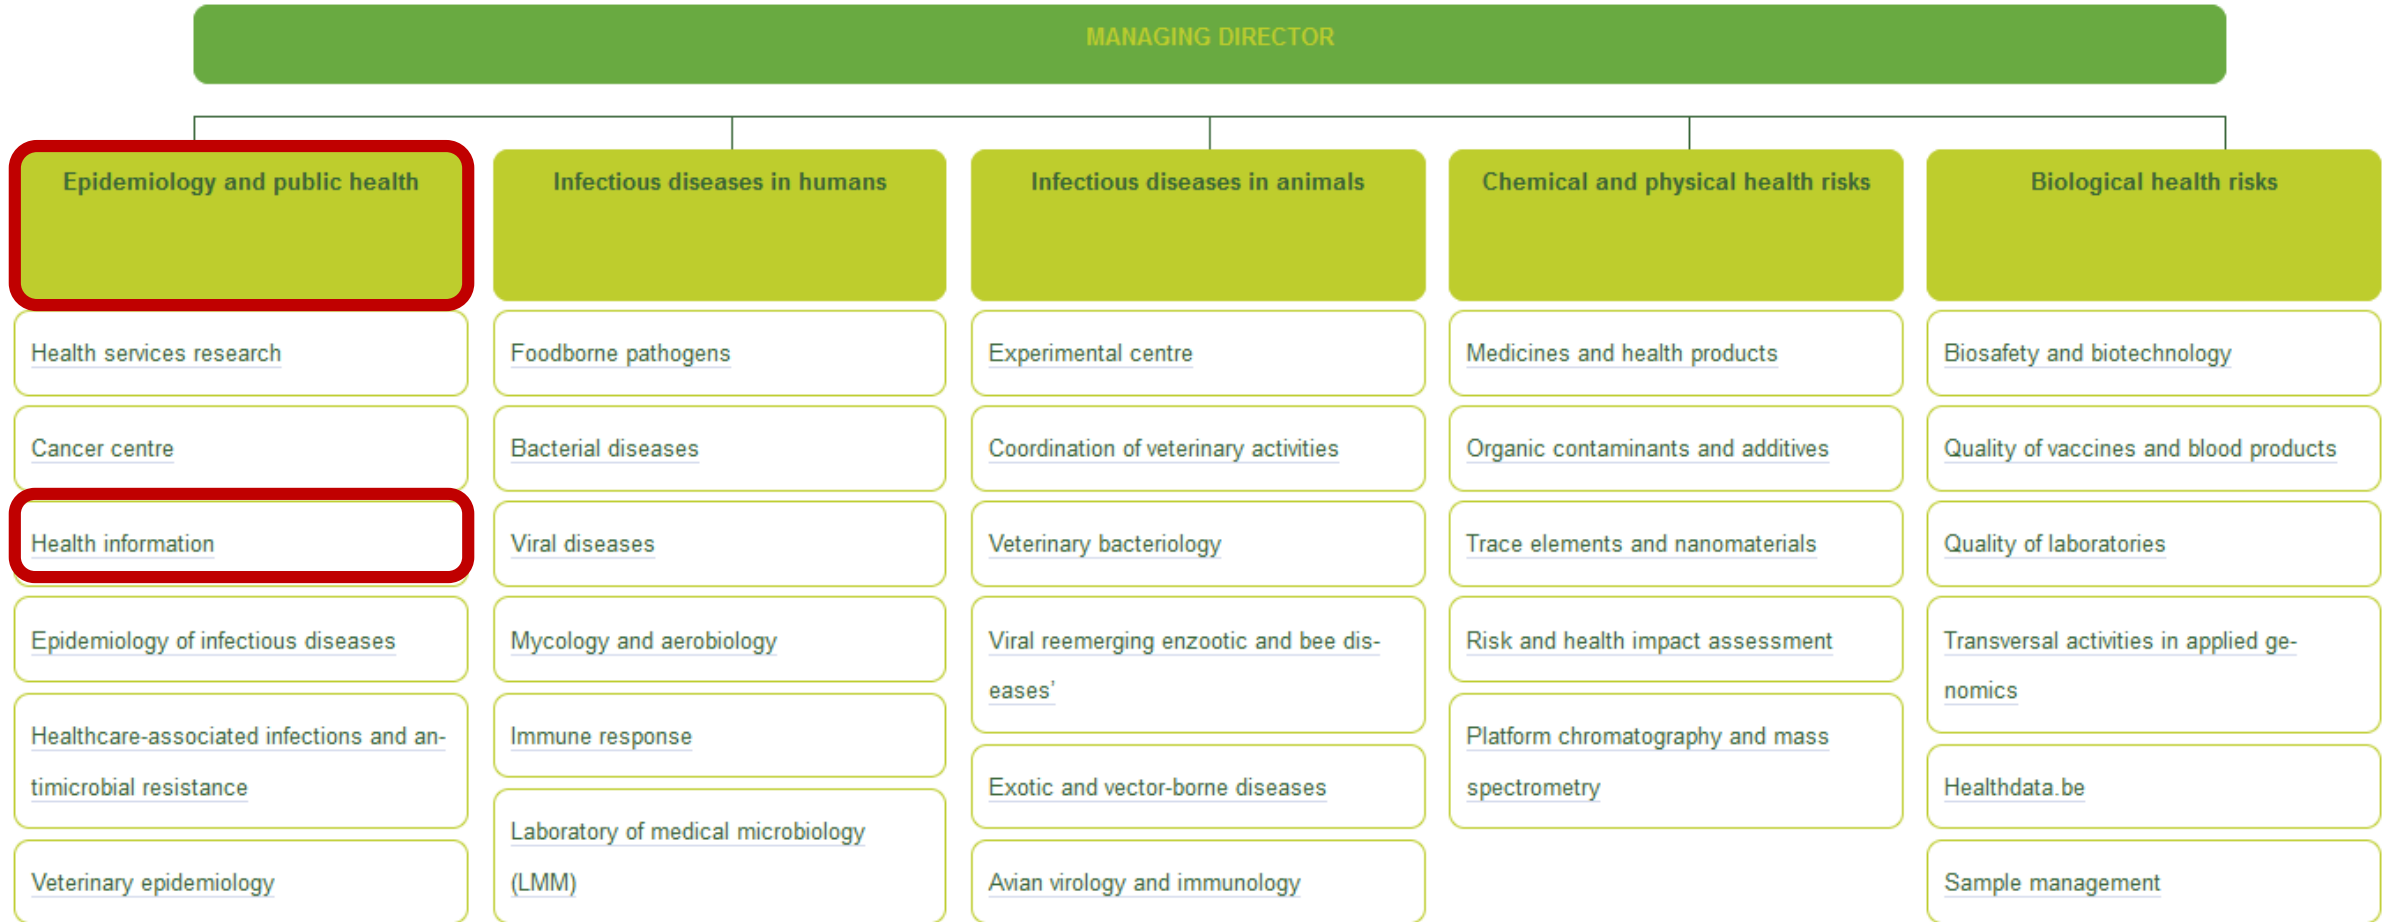 MANAGING DIRECTOR
Epidemiology and public health
Health services research
Cancer centre
Health information
Epidemiology of infectious diseases
Healthcare-associated infections and an-
timicrobial resistance
Veterinary epidemiology
Infectious diseases in humans
Foodborne pathogens
Bacterial diseases
Viral diseases
Mycology and aerobiology
Immune response
Laboratory of medical microbiology
(LMM)
Infectious diseases in animals
Experimental centre
Coordination of veterinary activities
Veterinary bacteriology
Viral reemerging enzootic and bee dis-
eases’
Exotic and vector-borne diseases
Avian virology and immunology
Chemical and physical health risks
Medicines and health products
Organic contaminants and additives
Trace elements and nanomaterials
Risk and health impact assessment
Platform chromatography and mass
spectrometry
Biological health risks
Biosafety and biotechnology
Quality of vaccines and blood products
Quality of laboratories
Transversal activities in applied ge-
nomics
Healthdata.be
Sample management